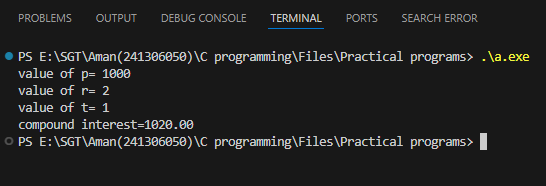 PROBLEMS OUTPUT DEBUG CONSOLE TERMINAL PORTS SEARCH ERROR
PS E:\SGT\Aman(241306050)\C programming\Files\Practical programs> .\a.exe
value of p= 1000
value of r= 2
value of t= 1
compound interest=1020.00
PS E:\SGT\Aman(241306050)\C programming\Files\Practical programs>